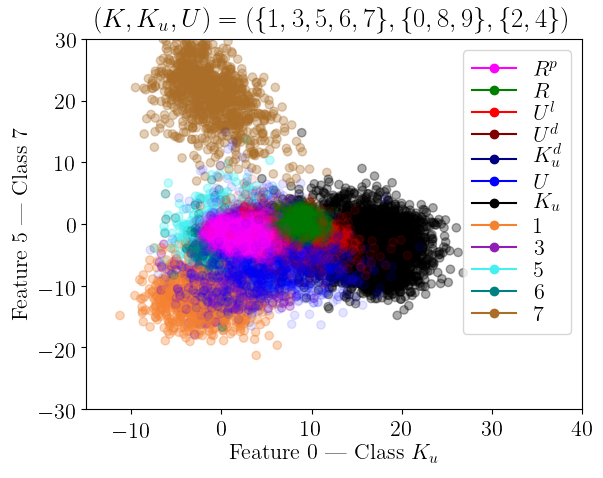 (K, K_u, U) = ({1, 3, 5, 6, 7}, {0, 8, 9}, {2, 4})
Feature 5 — Class 7
30
20
10
0
−10
−20
−30
−10
0
10
20
30
40
Feature 0 — Class K_u
R^p
R
U^l
U^d
K_u^d
U
K_u
1
3
5
6
7